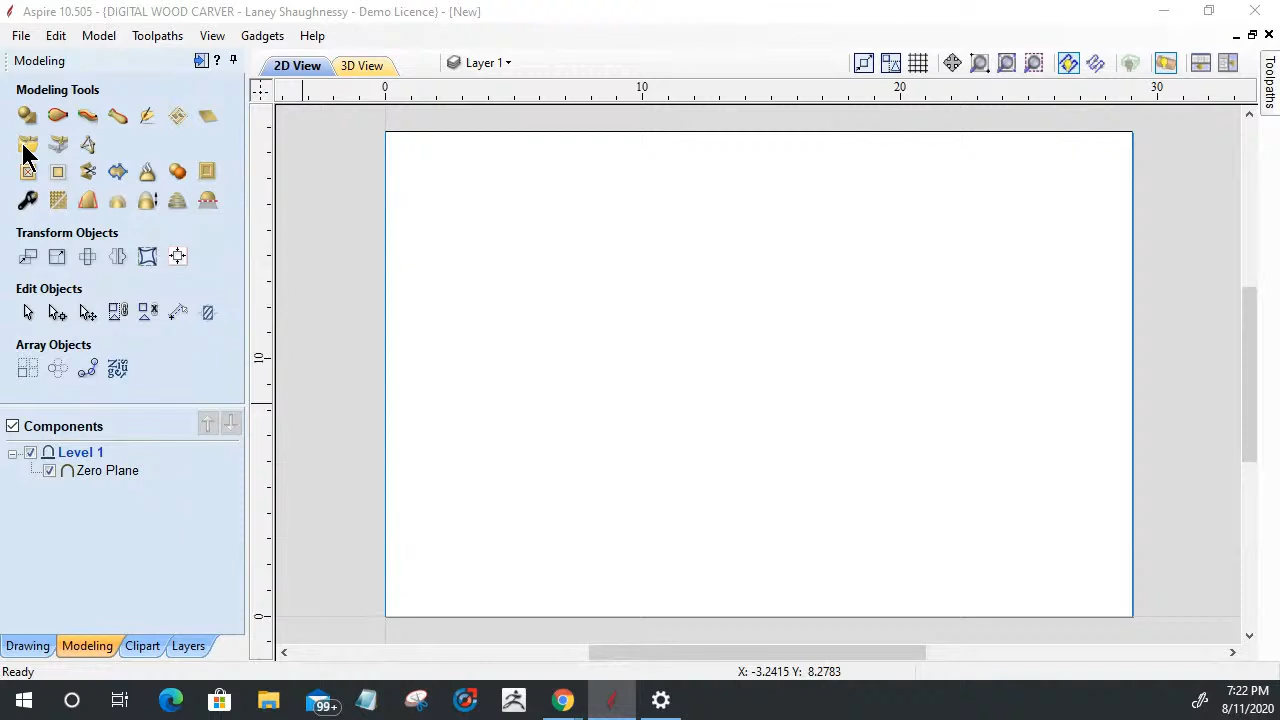 Aspire 10.505 - {DIGITAL WOOD CARVER - Laney Shaughnessy - Demo Licence} - [New]
File Edit Model Toolpaths View Gadgets Help
Modeling
2D View 3D View Layer 1
Toolpaths
Modeling Tools
0 10 20 30
10
0
Transform Objects
Edit Objects
Array Objects
Components
Level 1
Zero Plane
Drawing Modeling Clipart Layers
Ready X: -3.2415 Y: 8.2783
99+
7:22 PM
8/11/2020